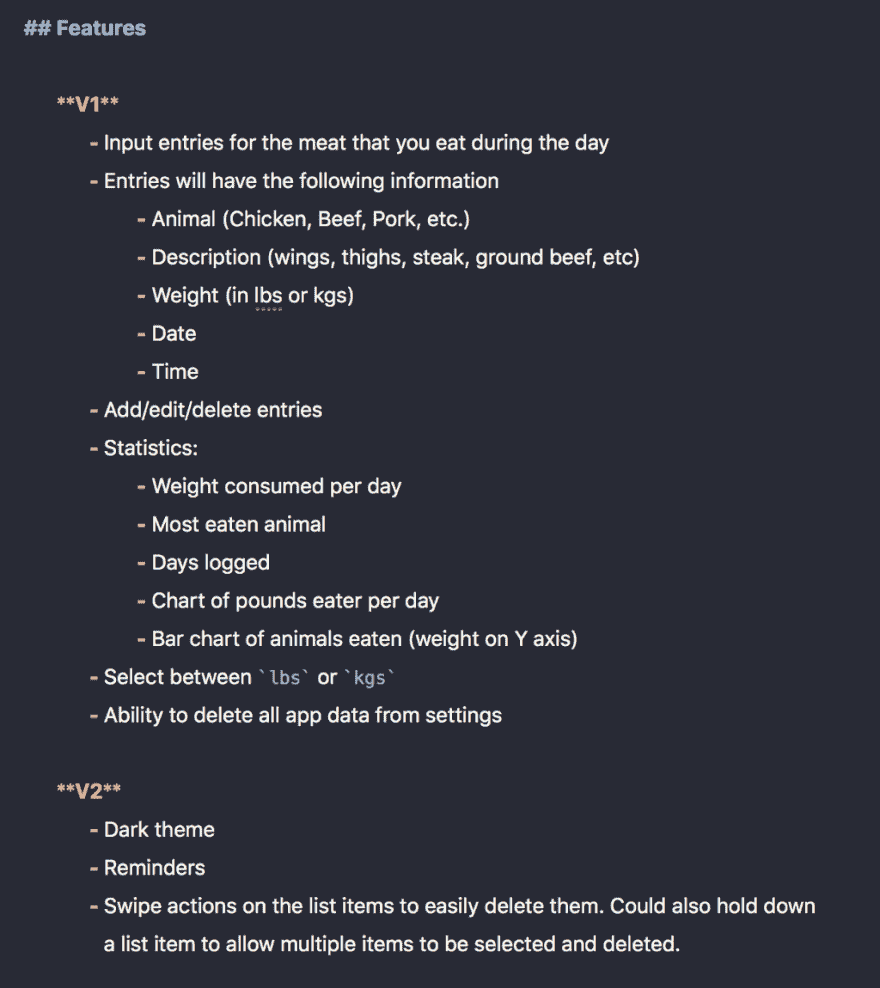 ## Features
**V1**
- Input entries for the meat that you eat during the day
- Entries will have the following information
- Animal (Chicken, Beef, Pork, etc.)
- Description (wings, thighs, steak, ground beef, etc)
- Weight (in lbs or kgs)
- Date
- Time
- Add/edit/delete entries
- Statistics:
- Weight consumed per day
- Most eaten animal
- Days logged
- Chart of pounds eater per day
- Bar chart of animals eaten (weight on Y axis)
- Select between `lbs` or `kgs`
- Ability to delete all app data from settings
**V2**
- Dark theme
- Reminders
- Swipe actions on the list items to easily delete them. Could also hold down
a list item to allow multiple items to be selected and deleted.